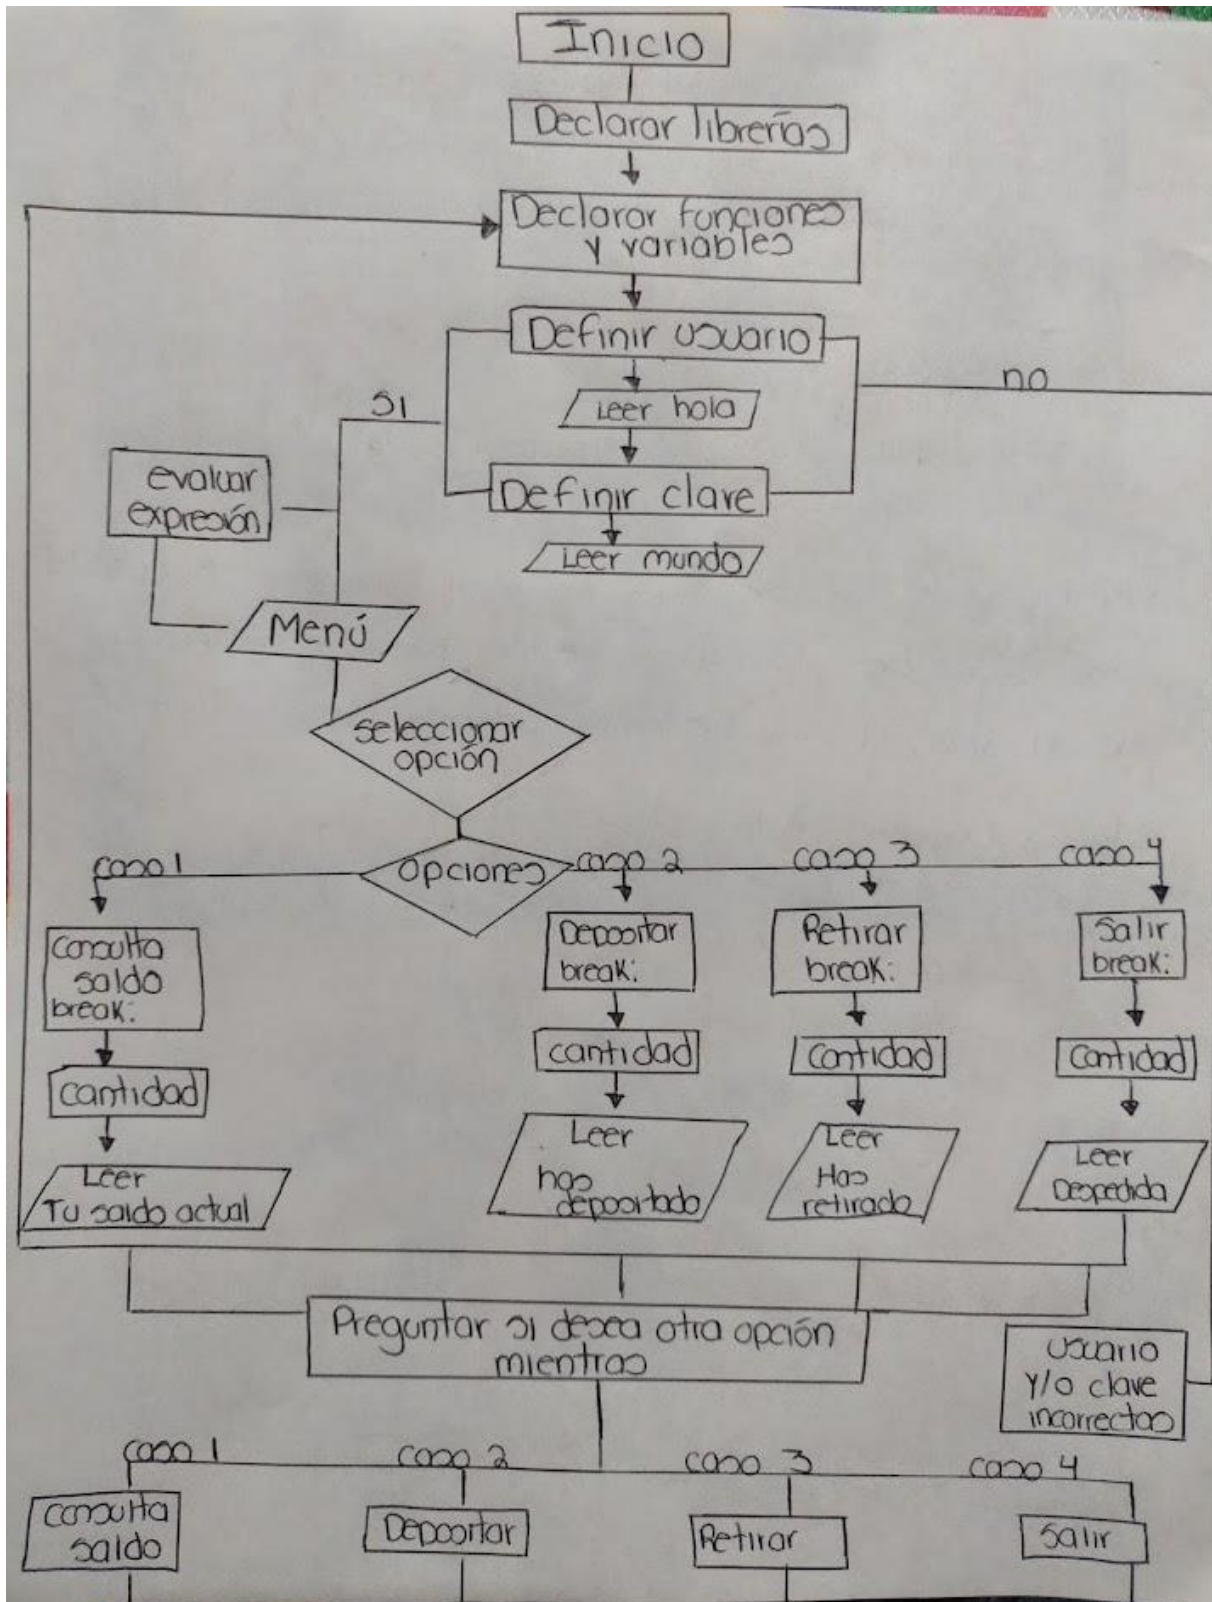 Inicio
Declarar librerías
Declarar funciones
y variables
Definir usuario
no
Leer hola
SI
evaluar
expresión
Definir clave
Leer mundo
Menú
seleccionar
opción
caso 1
opciones
caso 2
caso 3
caso 4
Consulta
saldo
break:
Depositar
break:
Retirar
break:
Salir
break:
cantidad
cantidad
cantidad
cantidad
Leer
Tu saldo actual
Leer
has
depositado
Leer
Has
retirado
Leer
Despedida
Preguntar si desea otra opción
mientras
usuario
y/o clave
incorrectas
caso 1
caso 2
caso 3
caso 4
Consulta
saldo
Depositar
Retirar
Salir